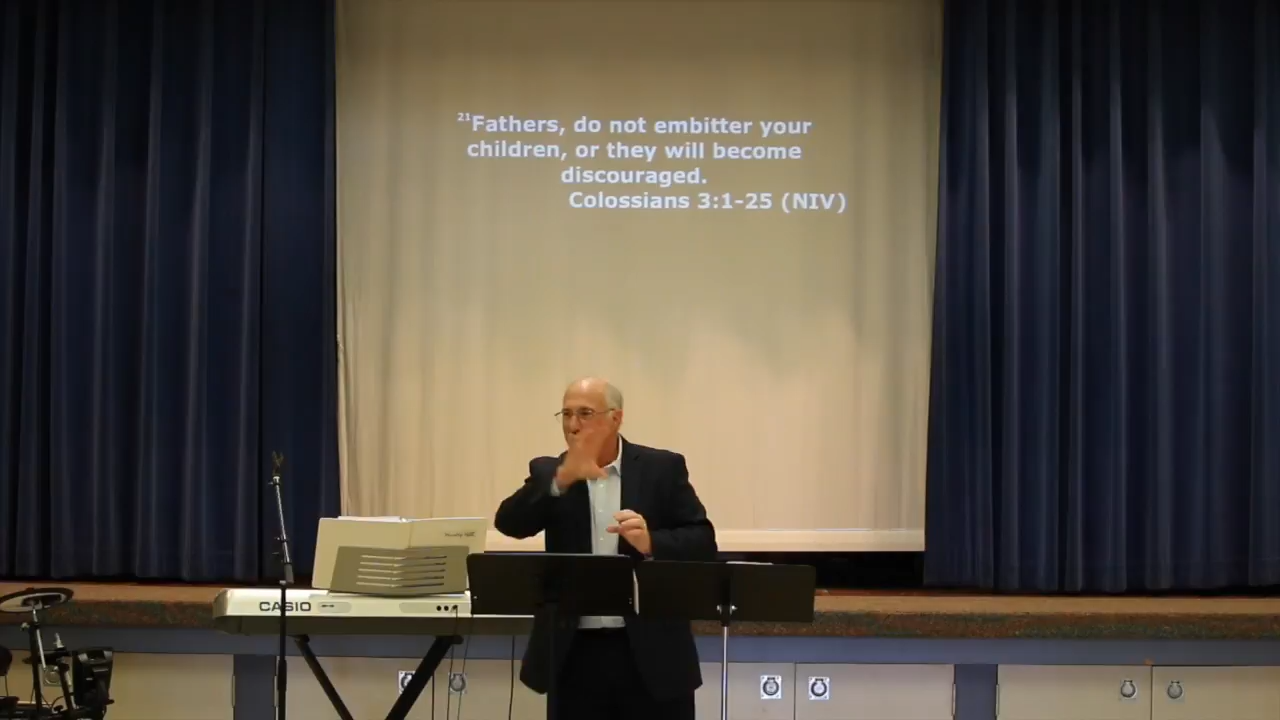 ²¹Fathers, do not embitter your
children, or they will become
discouraged.
Colossians 3:1-25 (NIV)
CASIO